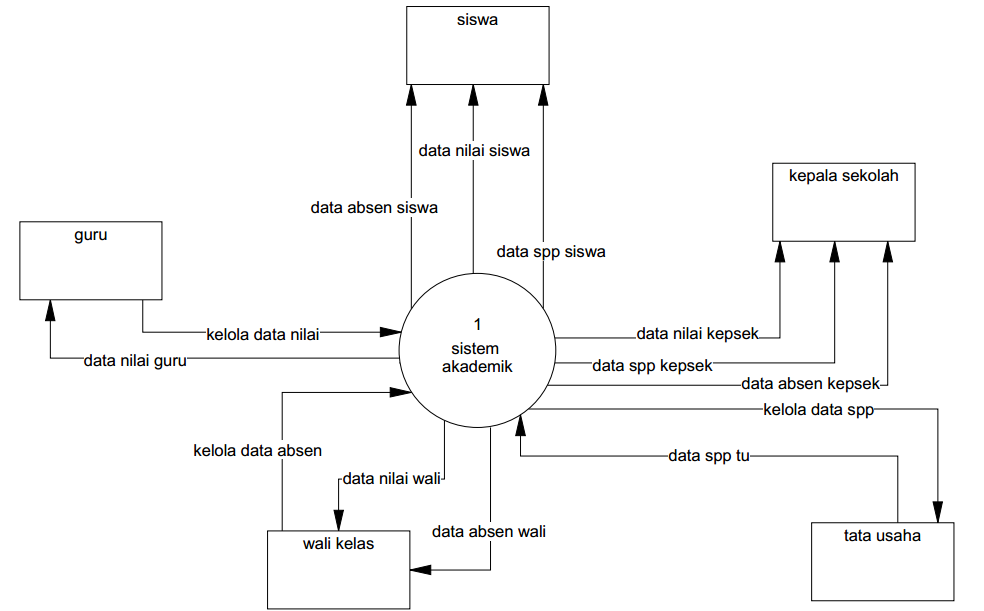 siswa
data nilai siswa
kepala sekolah
data absen siswa
guru
data spp siswa
1
sistem
akademik
kelola data nilai
data nilai kepsek
data nilai guru
data spp kepsek
data absen kepsek
kelola data spp
kelola data absen
data spp tu
data nilai wali
data absen wali
tata usaha
wali kelas